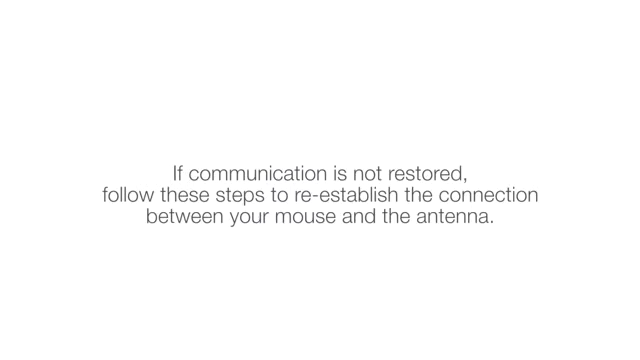 If communication is not restored,
follow these steps to re-establish the connection
between your mouse and the antenna.